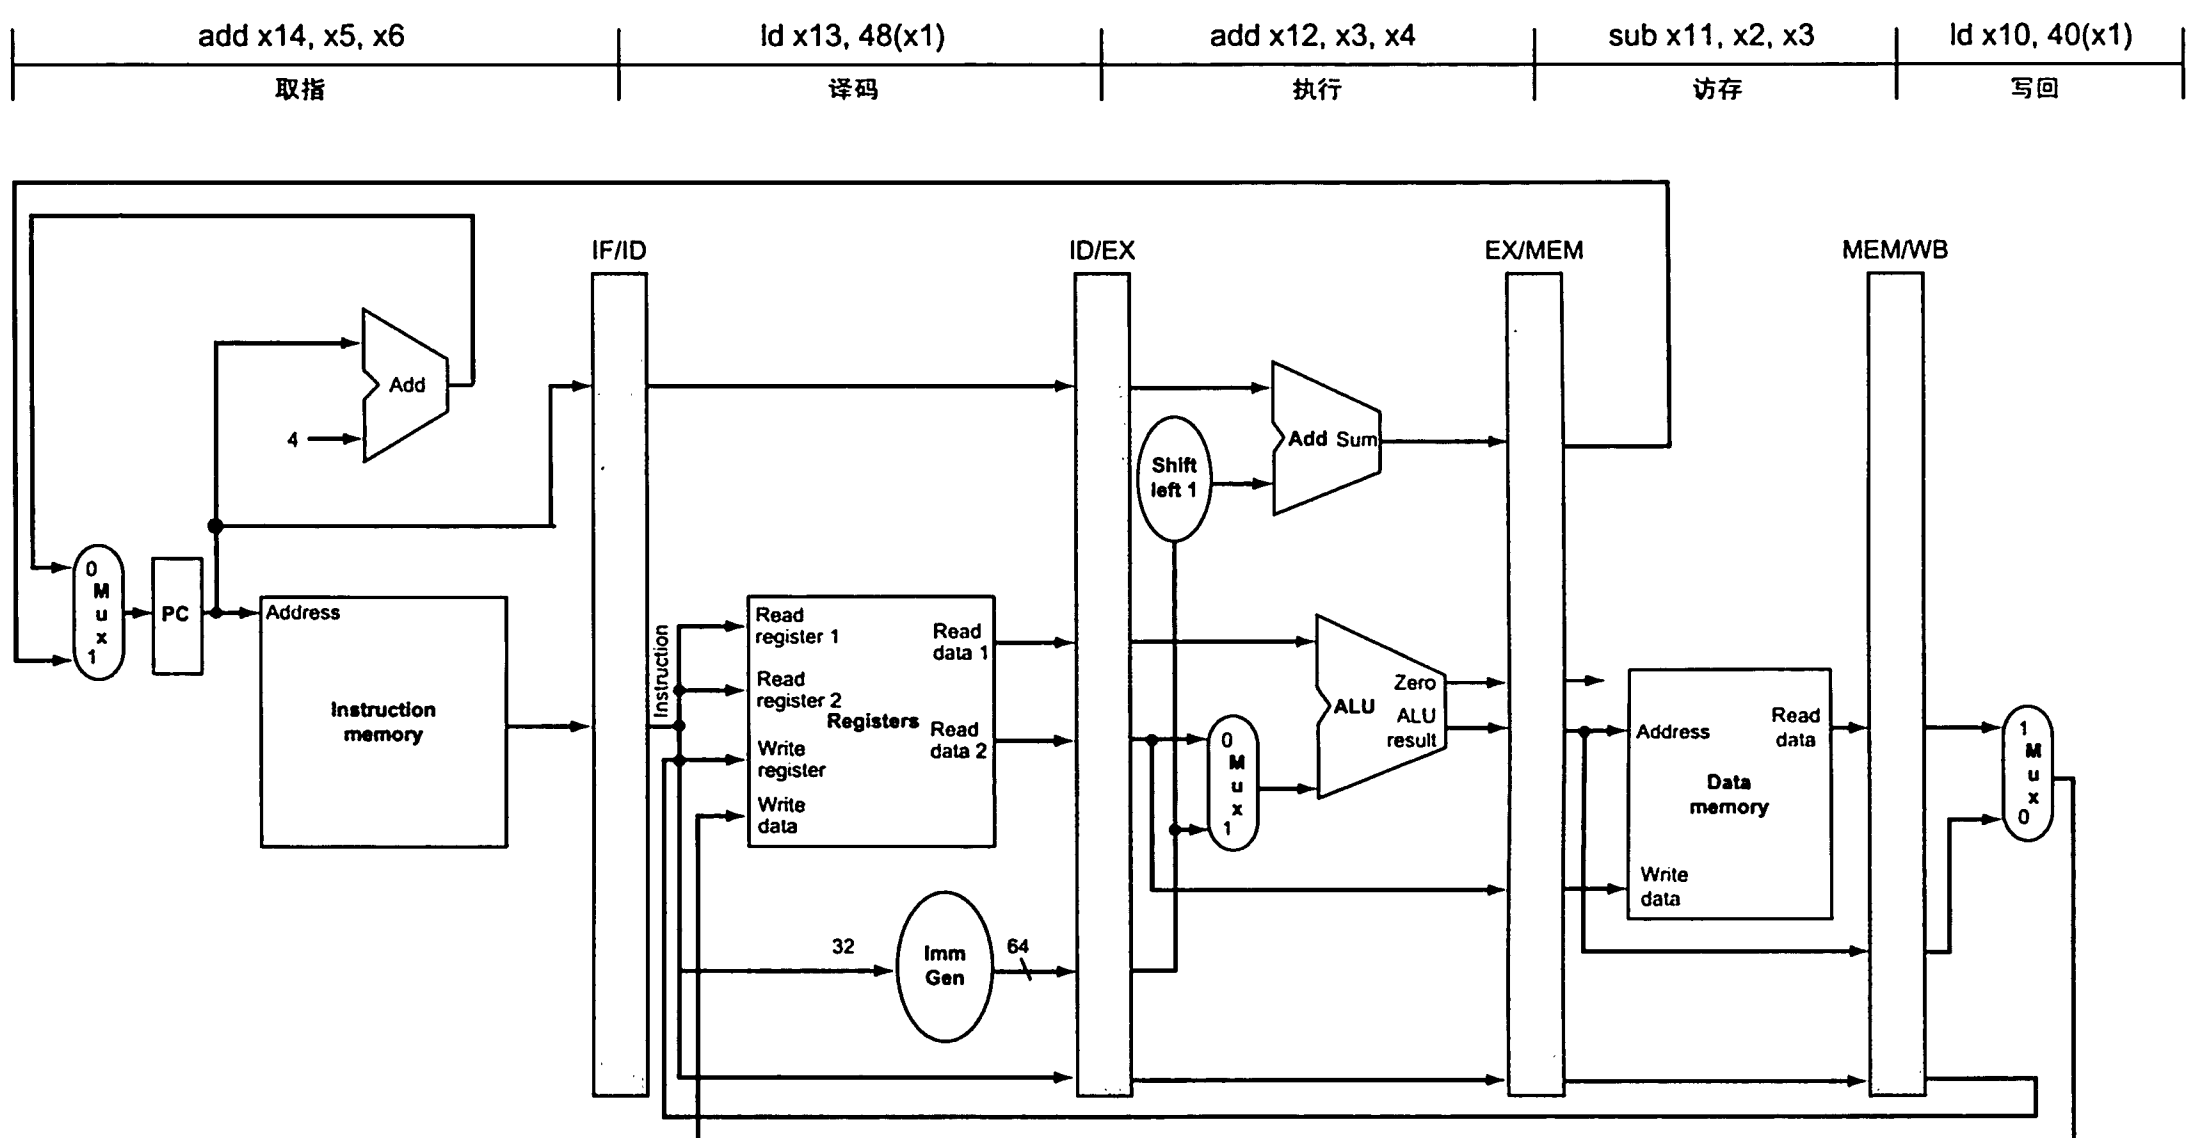 add x14, x5, x6
ld x13, 48(x1)
add x12, x3, x4
sub x11, x2, x3
ld x10, 40(x1)
取指
译码
执行
访存
写回
IF/ID
ID/EX
EX/MEM
MEM/WB
Add
4
Add Sum
Shift
left 1
0
M
u
x
1
PC
Address
Instruction
memory
Instruction
Read
register 1
Read
register 2
Registers
Write
register
Write
data
Read
data 1
Read
data 2
32
Imm
Gen
64
0
M
u
x
1
Zero
ALU
ALU
result
Address
Read
data
Data
memory
Write
data
1
M
u
x
0